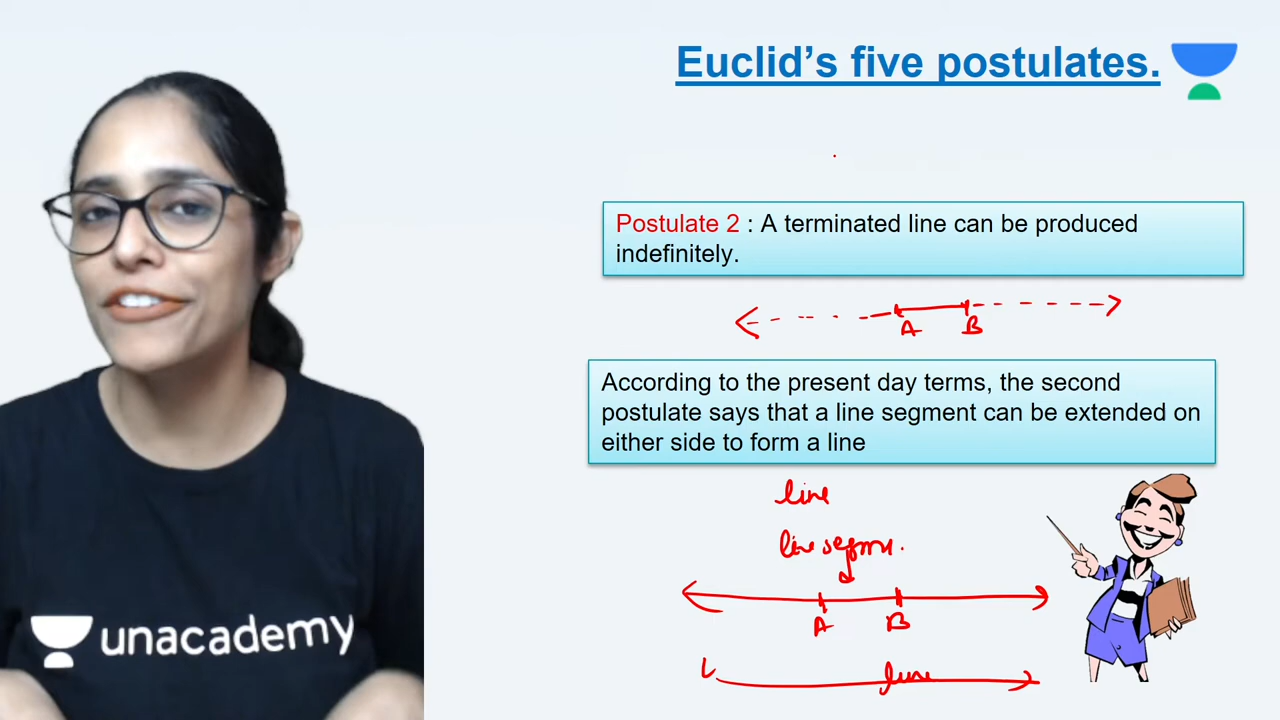 Euclid's five postulates.
Postulate 2 : A terminated line can be produced
indefinitely.
A B
According to the present day terms, the second
postulate says that a line segment can be extended on
either side to form a line
line
line
A B
line
unacademy